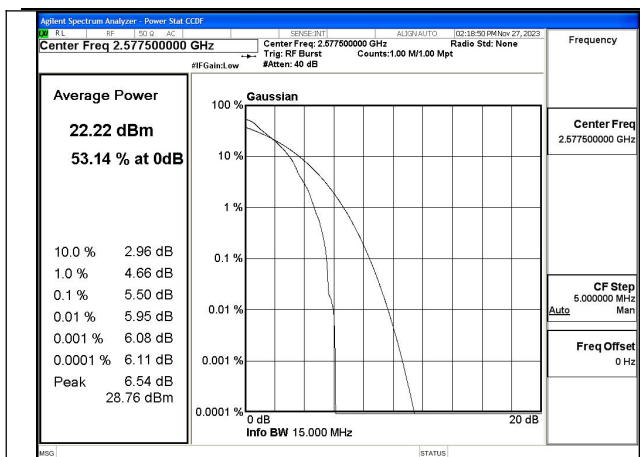 Agilent Spectrum Analyzer - Power Stat CCDF
LXI RL RF 50 Ω AC SENSE:INT ALIGN AUTO 02:18:50 PM Nov 27, 2023
Center Freq 2.577500000 GHz
Center Freq: 2.577500000 GHz Radio Std: None
Trig: RF Burst Counts:1.00 M/1.00 Mpt
#IFGain:Low #Atten: 40 dB
Frequency
Average Power
22.22 dBm
53.14 % at 0dB
10.0 % 2.96 dB
1.0 % 4.66 dB
0.1 % 5.50 dB
0.01 % 5.95 dB
0.001 % 6.08 dB
0.0001 % 6.11 dB
Peak 6.54 dB
28.76 dBm
Gaussian
100 %
10 %
1 %
0.1 %
0.01 %
0.001 %
0.0001 %
0 dB 20 dB
Info BW 15.000 MHz
Center Freq
2.577500000 GHz
CF Step
5.000000 MHz
Auto Man
Freq Offset
0 Hz
MSG STATUS